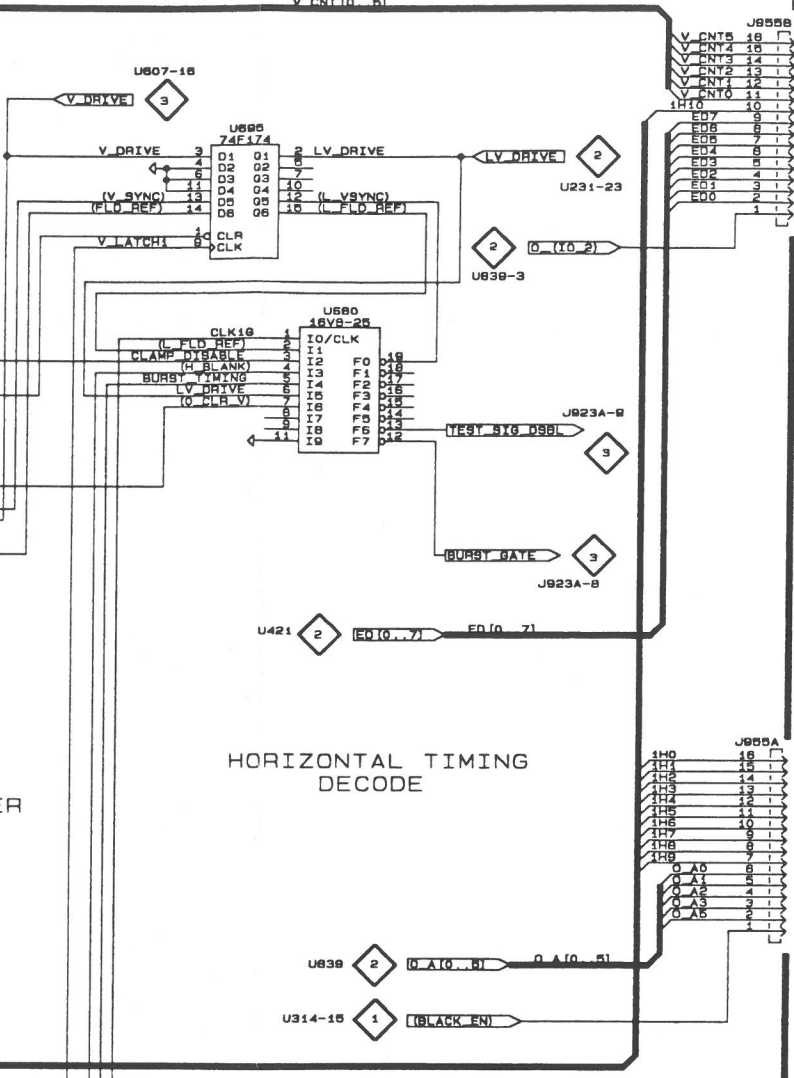 V_CNT[0..5]
J955B
V_CNT5 16
V_CNT4 15
V_CNT3 14
V_CNT2 13
V_CNT1 12
V_CNT0 11
1H10 10
ED7 9
ED6 8
ED5 7
ED4 6
ED3 5
ED2 4
ED1 3
ED0 2
1
U607-16
V_DRIVE 3
U695
74F174
V_DRIVE 3 D1 Q1 2 LV_DRIVE
4 D2 Q2 5
6 D3 Q3 7
11 D4 Q4 10
(V_SYNC) 13 D5 Q5 12 (L_VSYNC)
(FLD_REF) 14 D6 Q6 15 (L_FLD_REF)
1 CLR
V_LATCH1 9 CLK
LV_DRIVE 2
U231-23
2 O_(IO_2)
U639-3
U680
16V8-25
CLK1G 1 I0/CLK
(L_FLD_REF) 2 I1
CLAMP_DISABLE 3 I2 F0 19
(H_BLANK) 4 I3 F1 18
BURST_TIMING 5 I4 F2 17
LV_DRIVE 6 I5 F3 16
(O_CLR_V) 7 I6 F4 15
8 I7 F5 14
9 I8 F6 13
11 I9 F7 12
J923A-9
TEST_SIG_DSBL
3
BURST_GATE 3
J923A-8
U421 2 ED[0..7] ED[0..7]
HORIZONTAL TIMING
DECODE
ER
J955A
1H0 16
1H1 15
1H2 14
1H3 13
1H4 12
1H5 11
1H6 10
1H7 9
1H8 8
1H9 7
O_A0 6
O_A1 5
O_A2 4
O_A3 3
O_A5 2
1
U639 2 O_A[0..5] O_A[0..5]
U314-15 1 (BLACK_EN)